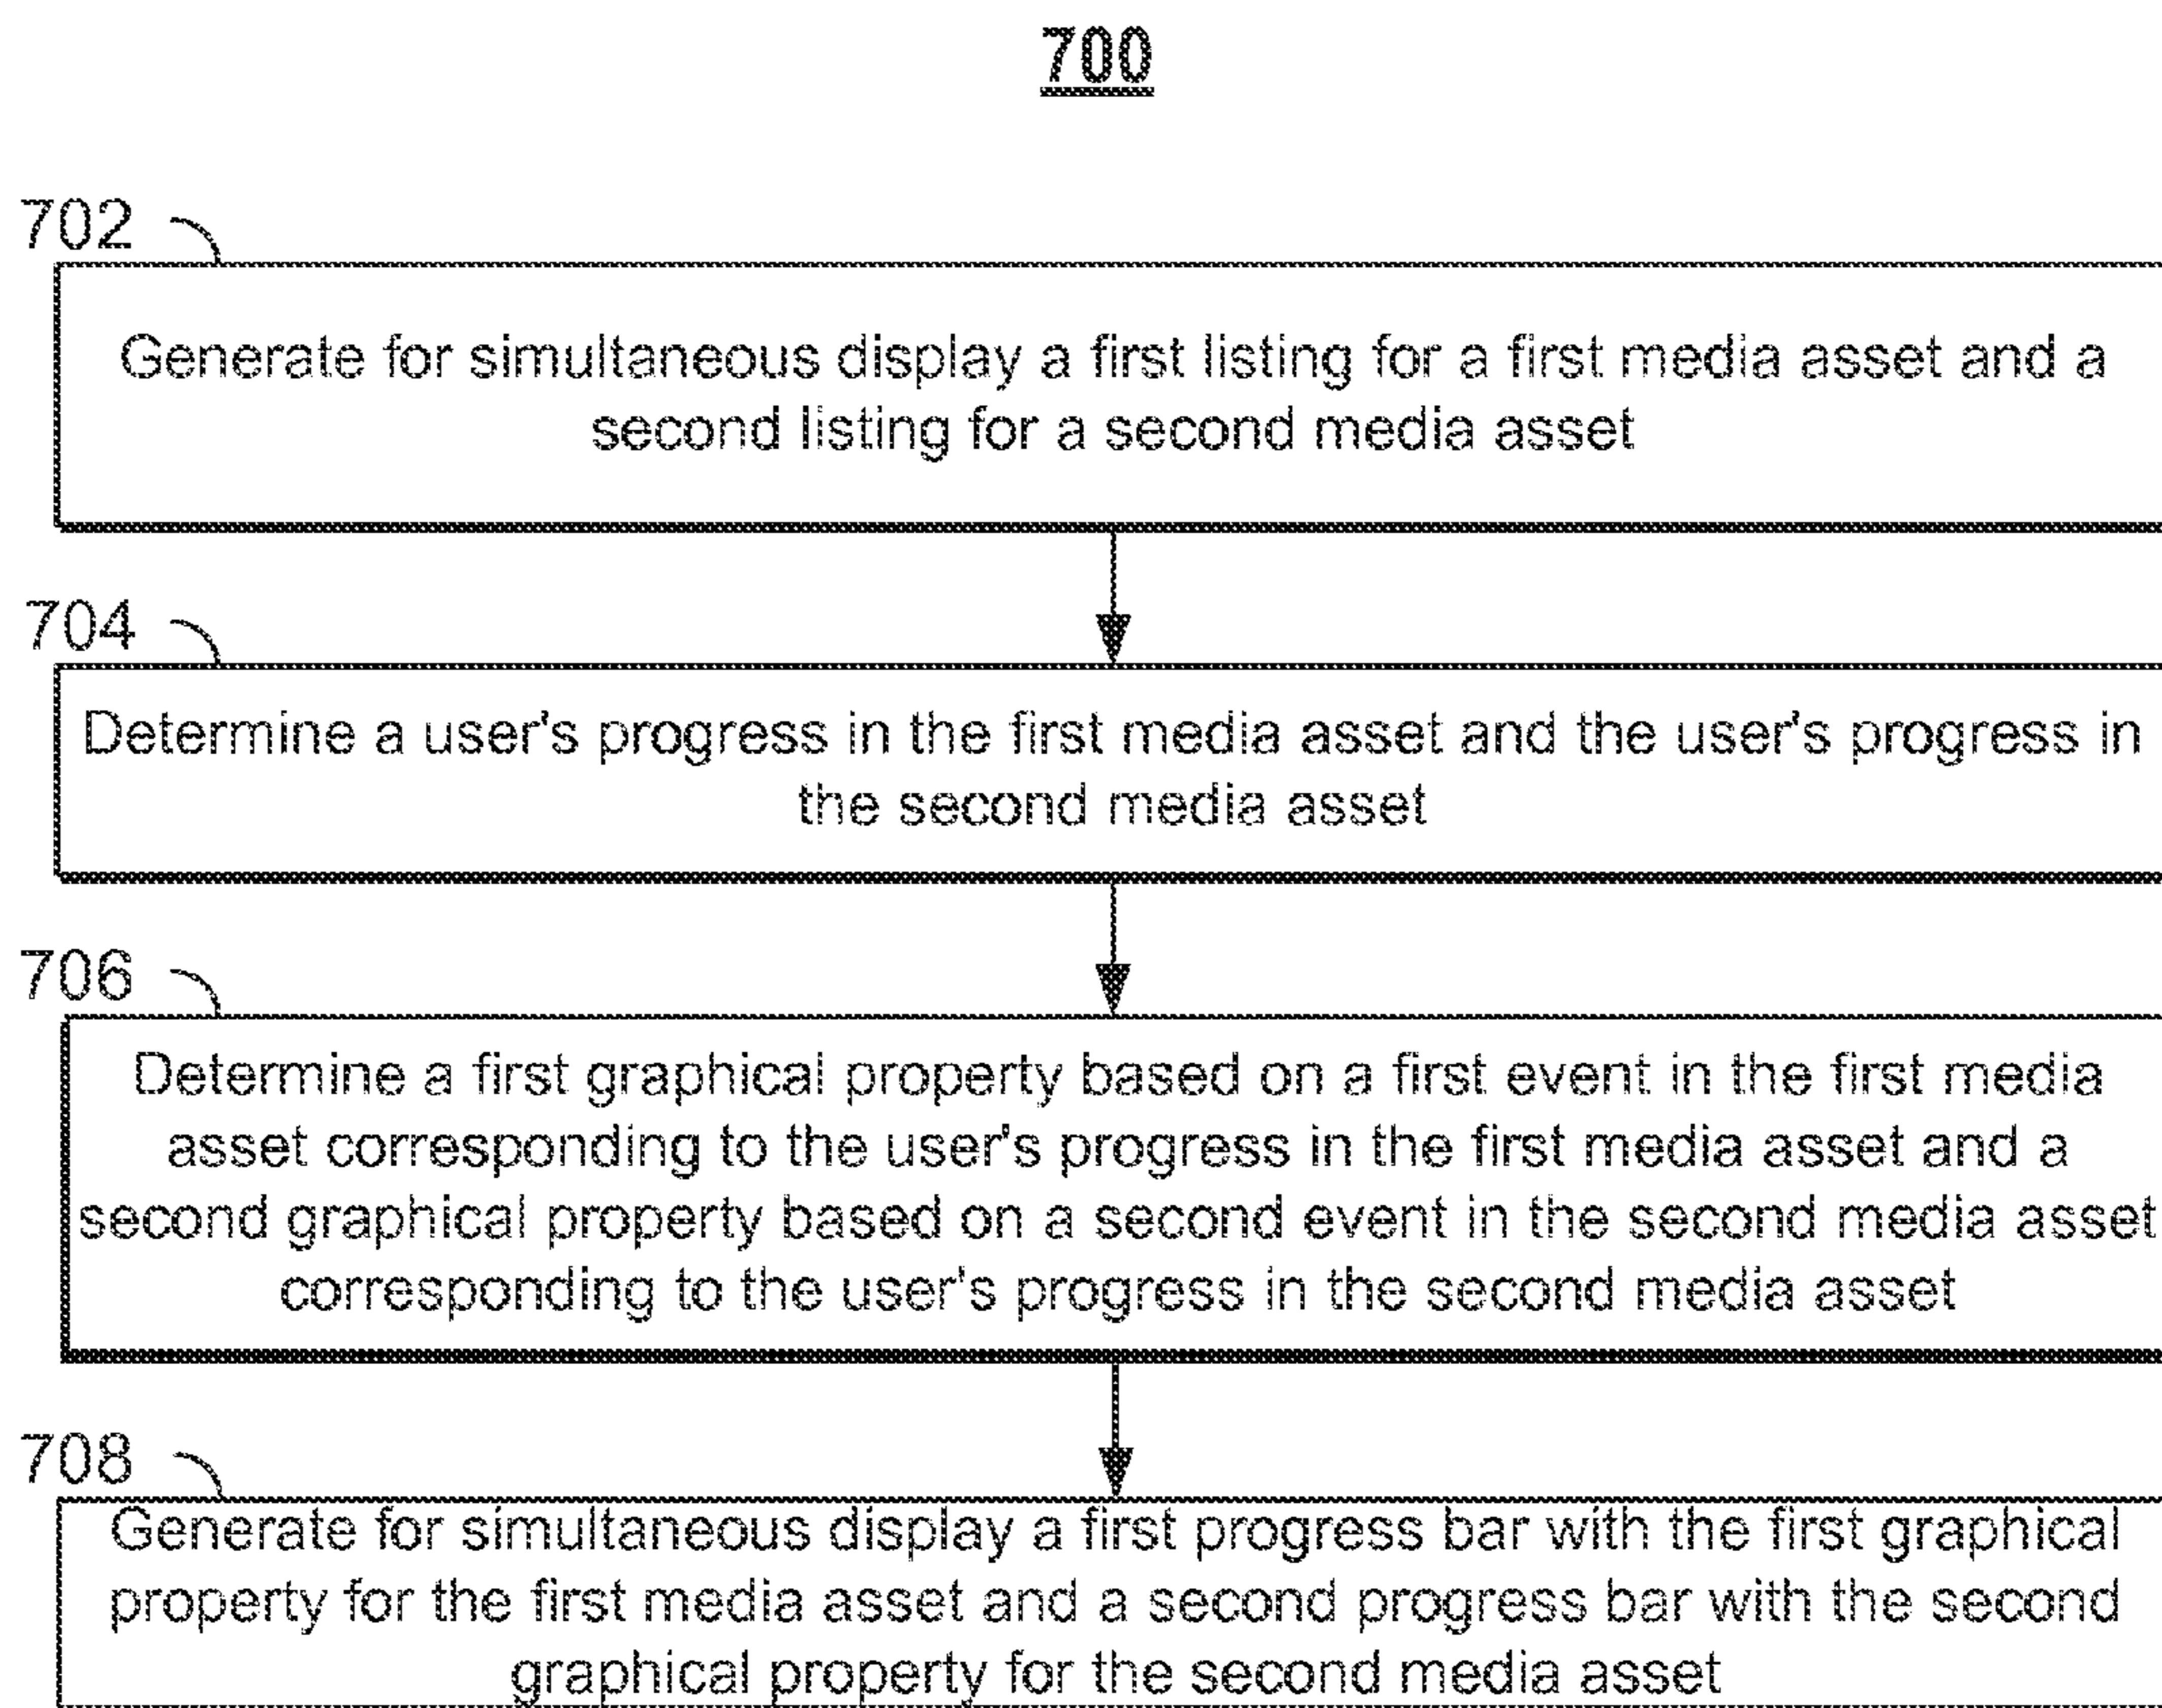 700
702
Generate for simultaneous display a first listing for a first media asset and a
second listing for a second media asset
704
Determine a user's progress in the first media asset and the user's progress in
the second media asset
706
Determine a first graphical property based on a first event in the first media
asset corresponding to the user's progress in the first media asset and a
second graphical property based on a second event in the second media asset
corresponding to the user's progress in the second media asset
708
Generate for simultaneous display a first progress bar with the first graphical
property for the first media asset and a second progress bar with the second
graphical property for the second media asset